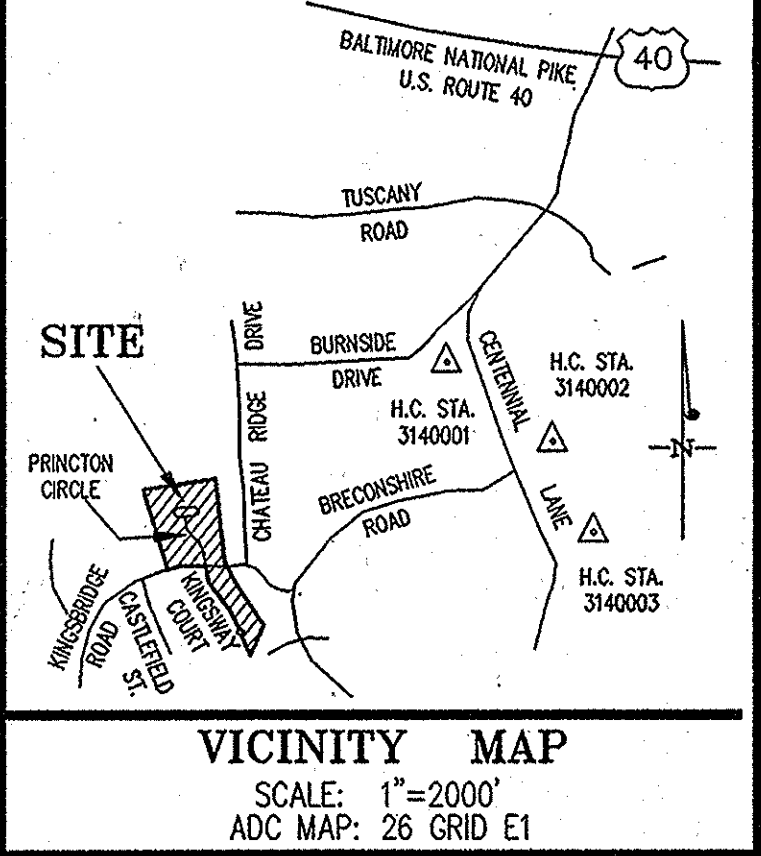 BALTIMORE NATIONAL PIKE
U.S. ROUTE 40
40
TUSCANY
ROAD
SITE
CHATEAU RIDGE DRIVE
BURNSIDE
DRIVE
CENTENNIAL
LANE
H.C. STA.
3140002
H.C. STA.
3140001
N
PRINCTON
CIRCLE
BRECONSHIRE
ROAD
H.C. STA.
3140003
KINGSBRIDGE
ROAD
CASTLEFIELD
ST.
KINGSWAY
COURT
VICINITY MAP
SCALE: 1"=2000'
ADC MAP: 26 GRID E1